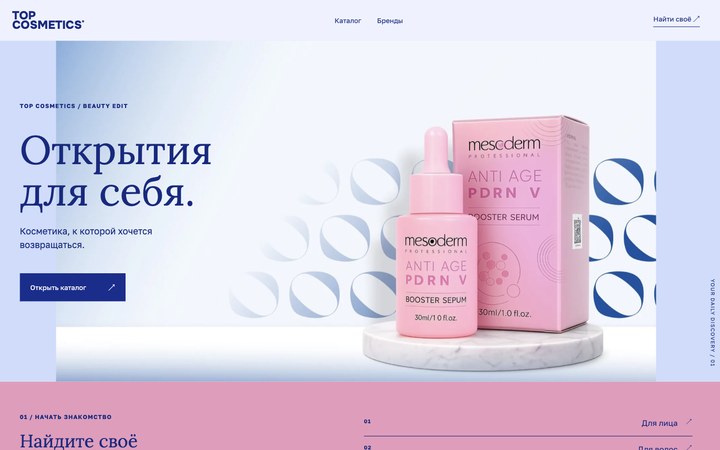 TOP
COSMETICS
Каталог
Бренды
Найти своё
TOP COSMETICS / BEAUTY EDIT
Открытия
для себя.
Косметика, к которой хочется
возвращаться.
Открыть каталог
mesoderm
PROFESSIONAL
ANTI AGE
PDRN V
BOOSTER SERUM
30ml/1.0 fl.oz.
mesoderm
PROFESSIONAL
ANTI AGE
PDRN V
BOOSTER SERUM
30ml/1.0 fl.oz.
YOUR DAILY DISCOVERY / 01
01 / НАЧАТЬ ЗНАКОМСТВО
Найдите своё
01
Для лица
02
Для волос